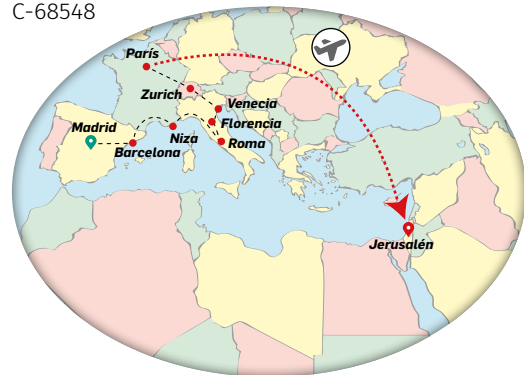 C-68548
París
Zurich
Venecia
Florencia
Madrid
Niza
Roma
Barcelona
Jerusalén